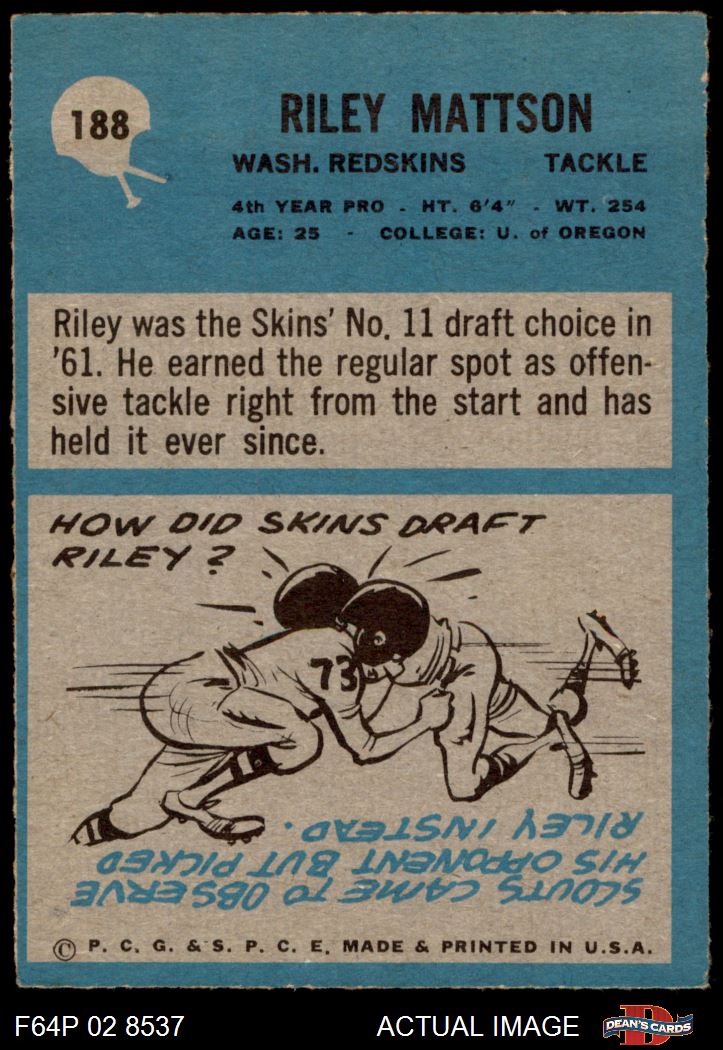 188
RILEY MATTSON
WASH. REDSKINS TACKLE
4th YEAR PRO - HT. 6'4" - WT. 254
AGE: 25 - COLLEGE: U. of OREGON
Riley was the Skins' No. 11 draft choice in
'61. He earned the regular spot as offen-
sive tackle right from the start and has
held it ever since.
HOW DID SKINS DRAFT
RILEY?
73
SCOUTS CAME TO OBSERVE
HIS OPPONENT BUT PICKED
RILEY INSTEAD.
© P. C. G. & S. P. C. E. MADE & PRINTED IN U.S.A.
F64P 02 8537 ACTUAL IMAGE
D
DEAN'S CARDS